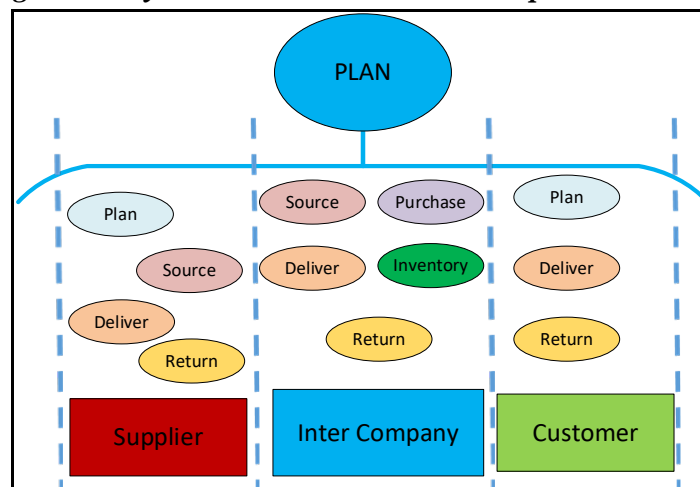 PLAN
Plan
Source
Deliver
Return
Source
Purchase
Deliver
Inventory
Return
Plan
Deliver
Return
Supplier
Inter Company
Customer